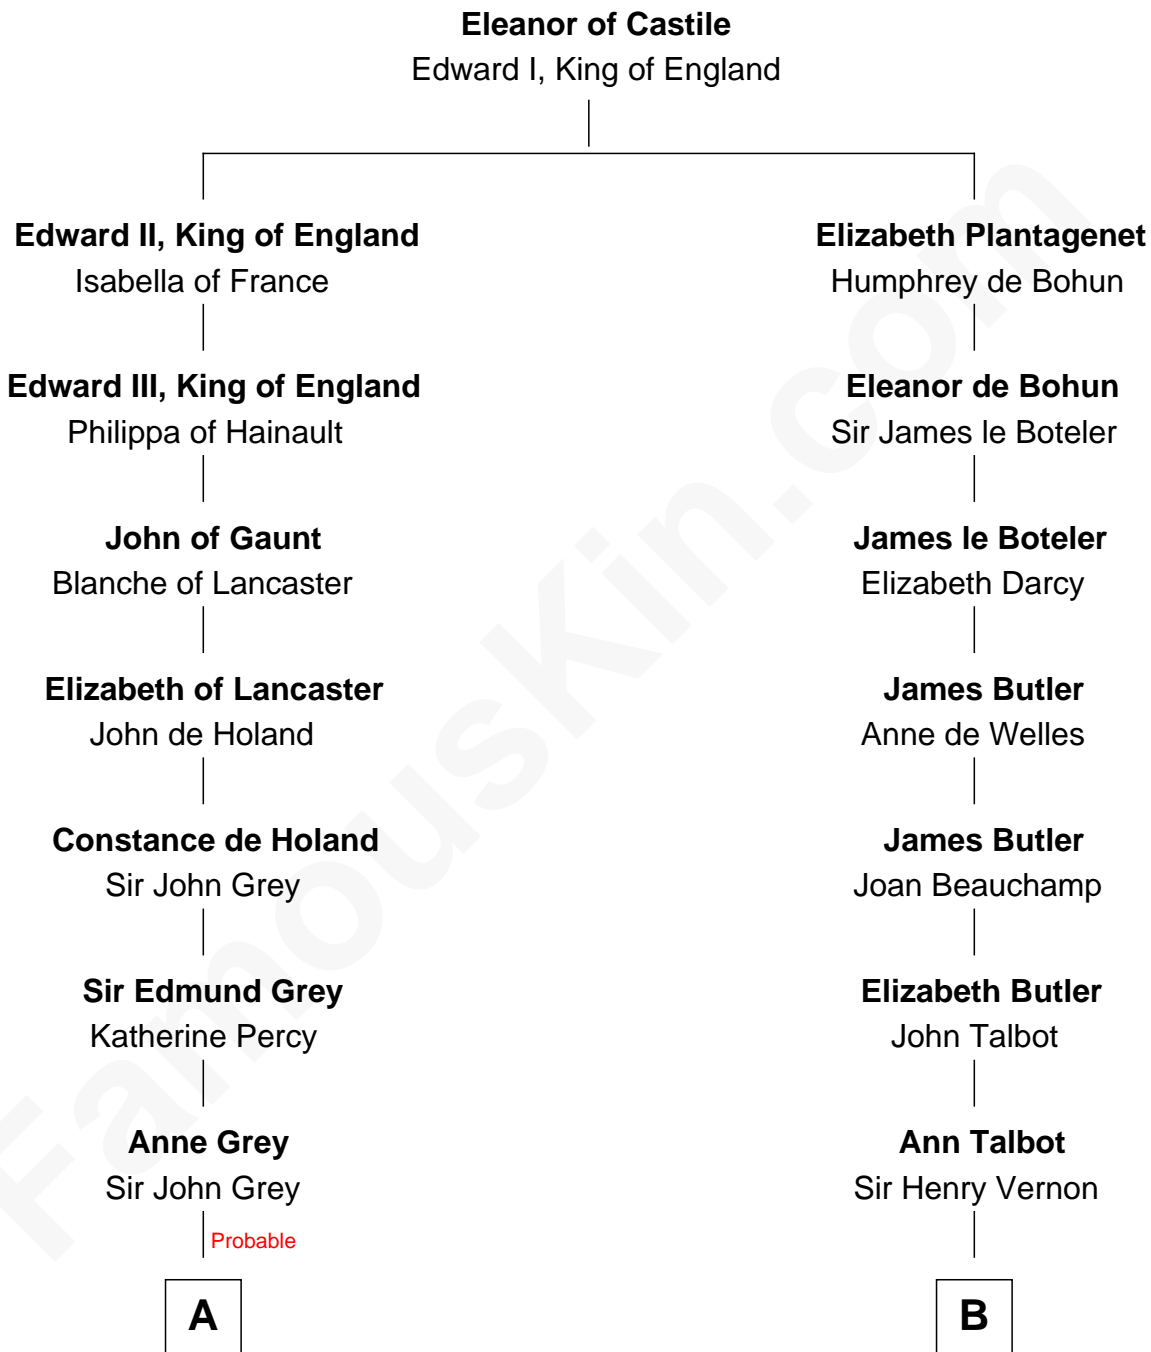 Eleanor of Castile
Edward I, King of England
Edward II, King of England
Isabella of France
Elizabeth Plantagenet
Humphrey de Bohun
Edward III, King of England
Philippa of Hainault
Eleanor de Bohun
Sir James le Boteler
John of Gaunt
Blanche of Lancaster
James le Boteler
Elizabeth Darcy
Elizabeth of Lancaster
John de Holand
James Butler
Anne de Welles
Constance de Holand
Sir John Grey
James Butler
Joan Beauchamp
Sir Edmund Grey
Katherine Percy
Elizabeth Butler
John Talbot
Anne Grey
Sir John Grey
Ann Talbot
Sir Henry Vernon
Probable
A
B
FamousKin.com